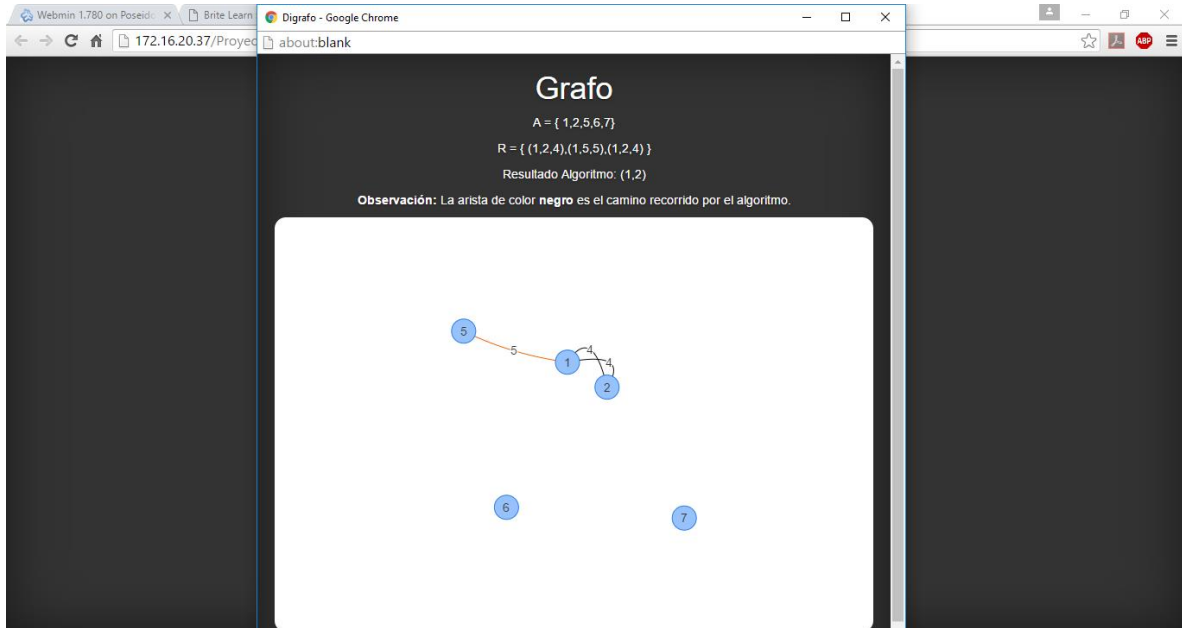 Webmin 1.780 on Poseido
Brite Learn
Digrafo - Google Chrome
172.16.20.37/Proyec
about:blank
ABP
Grafo
A = { 1,2,5,6,7}
R = { (1,2,4),(1,5,5),(1,2,4) }
Resultado Algoritmo: (1,2)
Observación: La arista de color negro es el camino recorrido por el algoritmo.
5
5
4
1
4
2
6
7